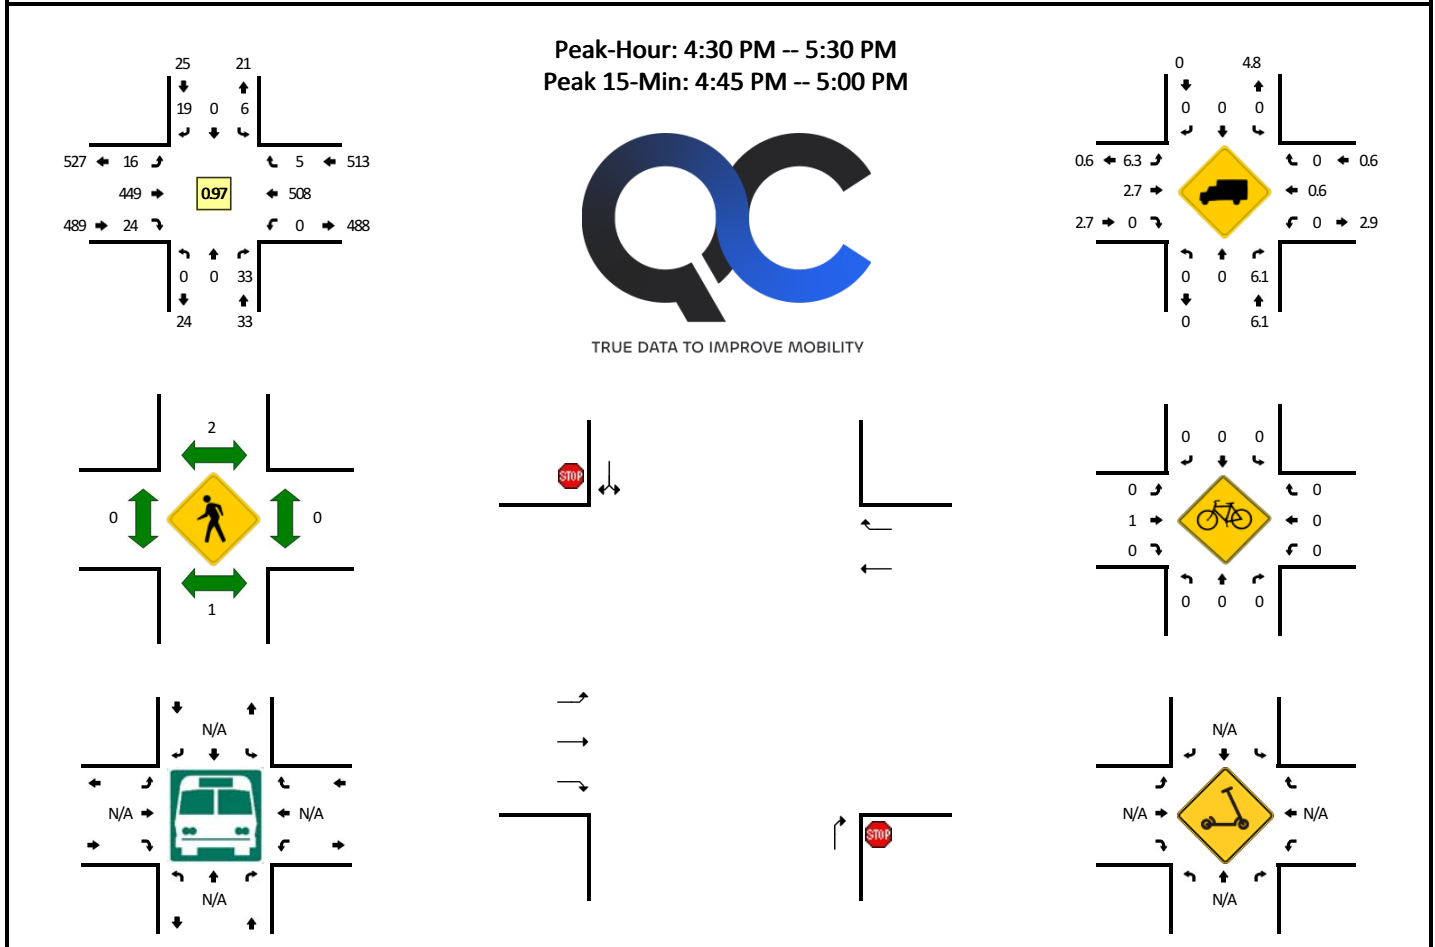 Peak-Hour: 4:30 PM -- 5:30 PM
Peak 15-Min: 4:45 PM -- 5:00 PM
25 21
19 0 6
527 16 5 513
449 0.97 508
489 24 0 488
0 0 33
24 33
TRUE DATA TO IMPROVE MOBILITY
0 4.8
0 0 0
0.6 6.3 0 0.6
2.7 0.6
2.7 0 0 2.9
0 0 6.1
0 6.1
2
0 0
1
STOP
STOP
0 0 0
0 0
1 0
0 0
0 0 0
N/A
N/A N/A
N/A
N/A
N/A N/A
N/A